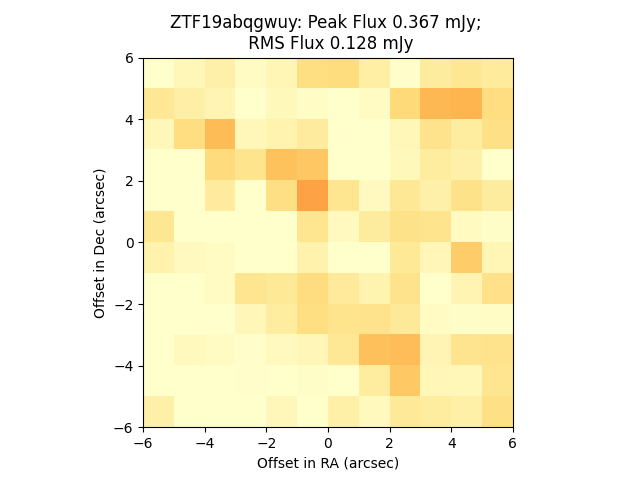 ZTF19abqgwuy: Peak Flux 0.367 mJy;
RMS Flux 0.128 mJy
6
4
2
0
−2
−4
−6
Offset in Dec (arcsec)
−6 −4 −2 0 2 4 6
Offset in RA (arcsec)